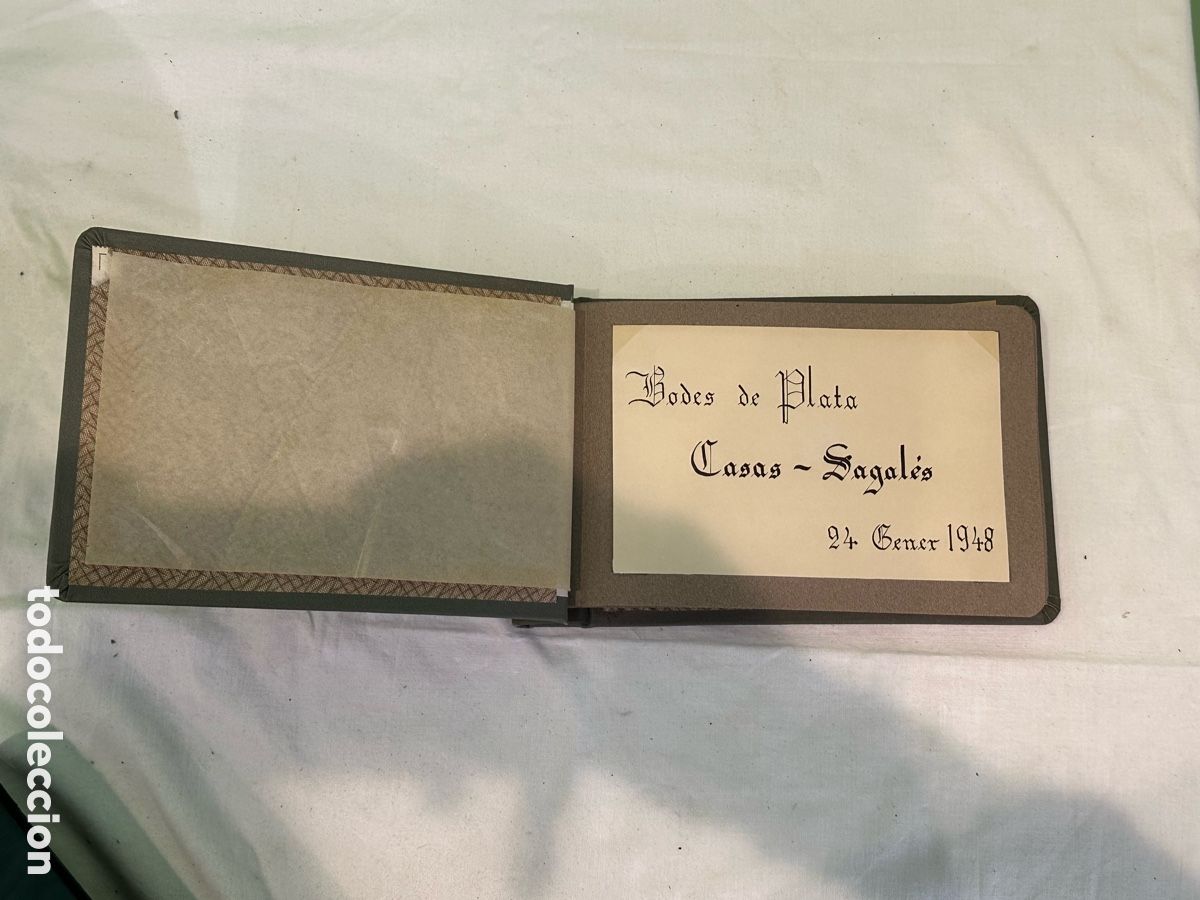 Bodes de Plata
Casas - Sagalés
24 Gener 1948
todocoleccion